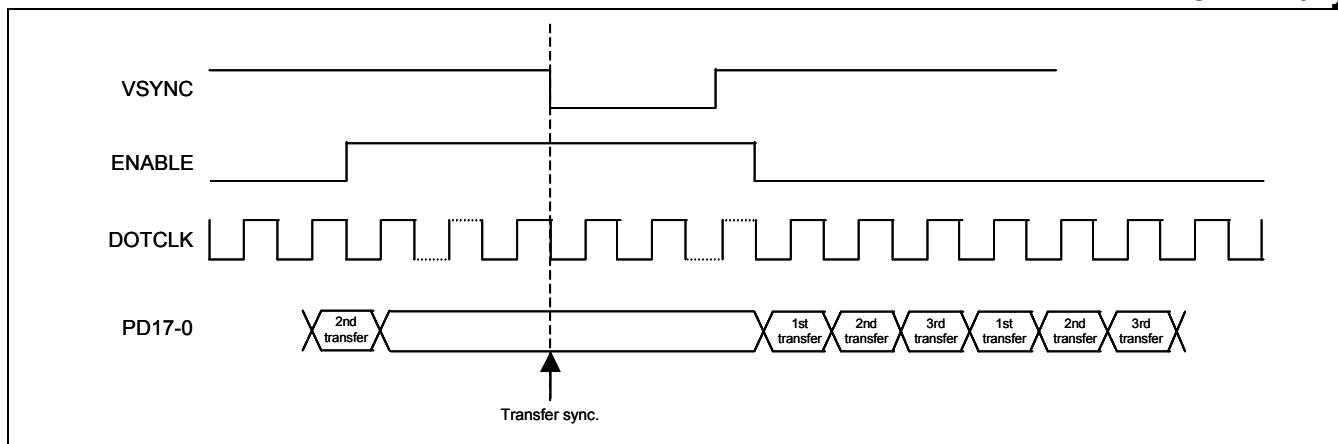 VSYNC
ENABLE
DOTCLK
PD17-0
2nd
transfer
1st
transfer
2nd
transfer
3rd
transfer
1st
transfer
2nd
transfer
3rd
transfer
Transfer sync.